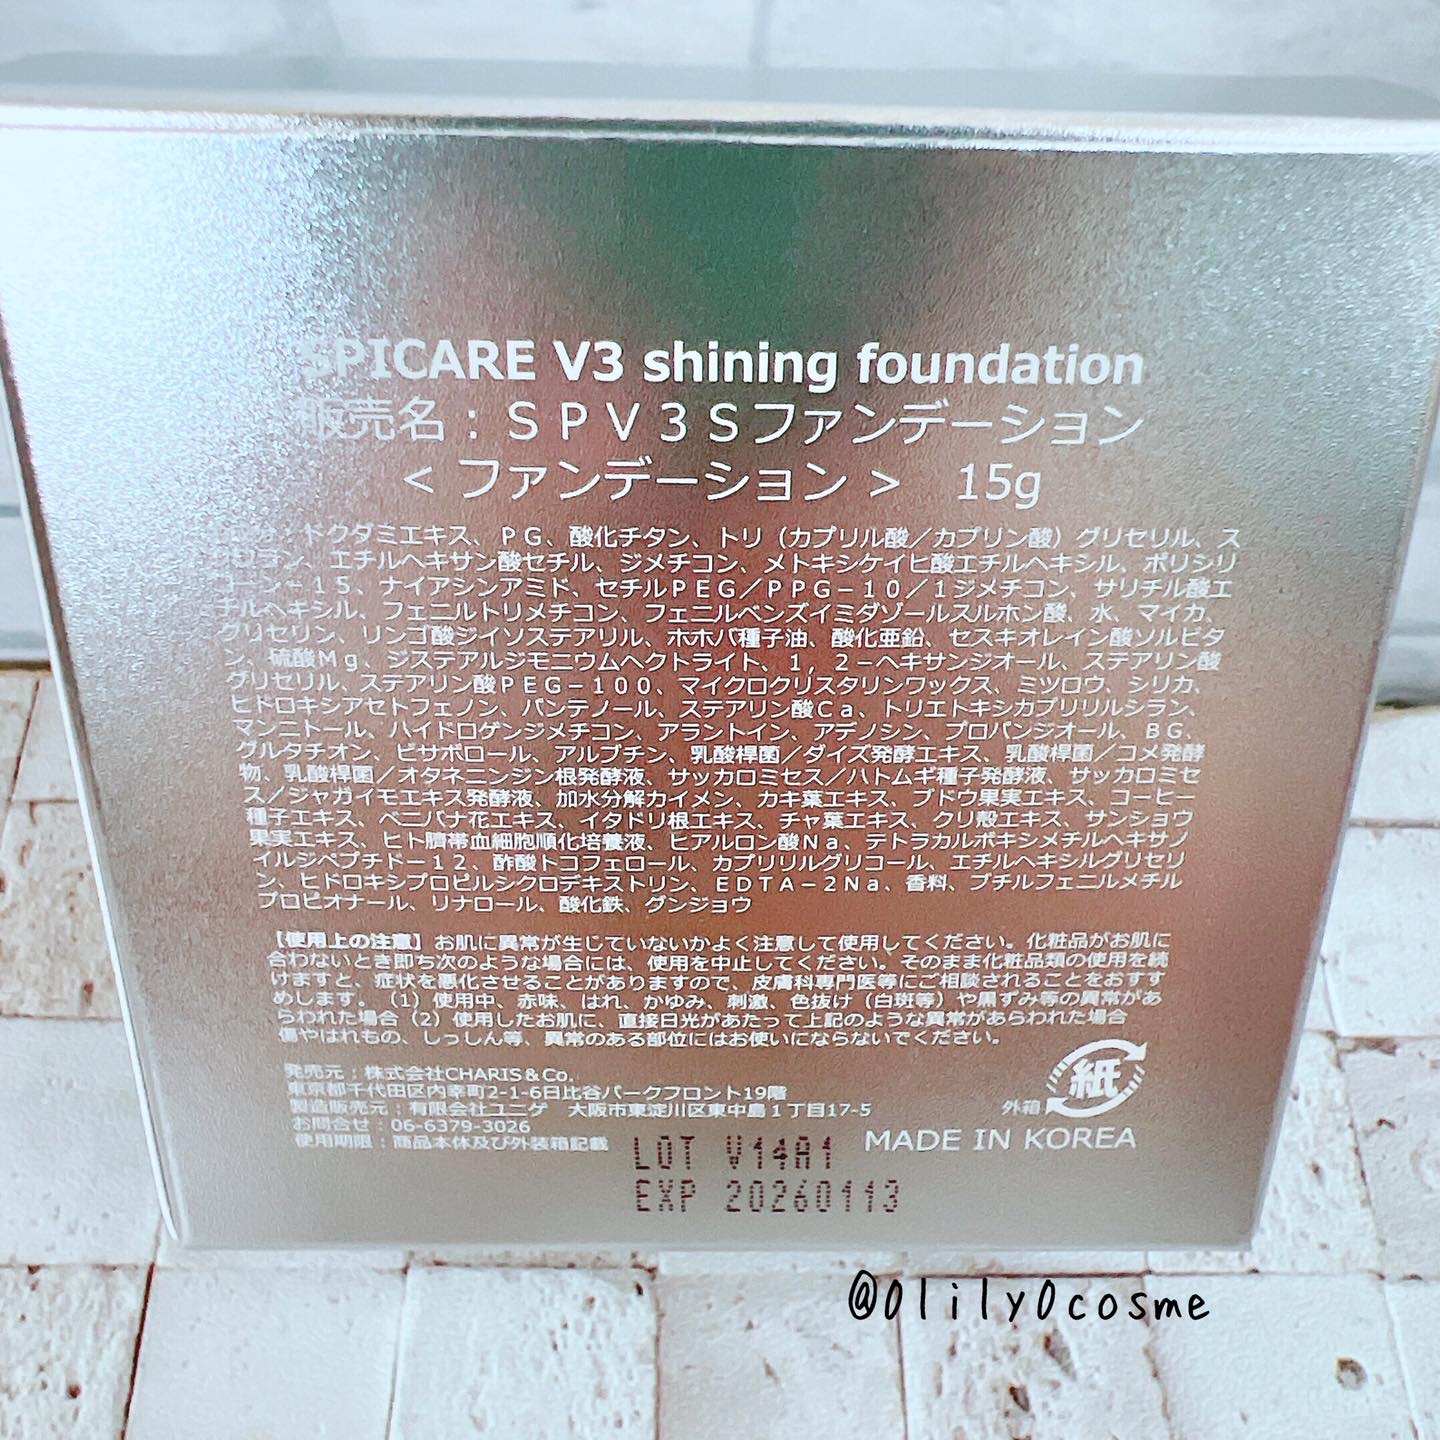 SPICARE V3 shining foundation
販売名：ＳＰＶ３Ｓファンデーション
＜ファンデーション＞　15g
ドクダミエキス、ＰＧ、酸化チタン、トリ（カプリル酸／カプリン酸）グリセリル、ス
クワラン、エチルヘキサン酸セチル、ジメチコン、メトキシケイヒ酸エチルヘキシル、ポリシリ
コーン－１５、ナイアシンアミド、セチルＰＥＧ／ＰＰＧ－１０／１ジメチコン、サリチル酸エ
チルヘキシル、フェニルトリメチコン、フェニルベンズイミダゾールスルホン酸、水、マイカ、
グリセリン、リンゴ酸ジイソステアリル、ホホバ種子油、酸化亜鉛、セスキオレイン酸ソルビタ
ン、硫酸Ｍｇ、ジステアルジモニウムヘクトライト、１，２－ヘキサンジオール、ステアリン酸
グリセリル、ステアリン酸ＰＥＧ－１００、マイクロクリスタリンワックス、ミツロウ、シリカ、
ヒドロキシアセトフェノン、パンテノール、ステアリン酸Ｃａ、トリエトキシカプリリルシラン、
マンニトール、ハイドロゲンジメチコン、アラントイン、アデノシン、プロパンジオール、ＢＧ、
グルタチオン、ビサボロール、アルブチン、乳酸桿菌／ダイズ発酵エキス、乳酸桿菌／コメ発酵
物、乳酸桿菌／オタネニンジン根発酵液、サッカロミセス／ハトムギ種子発酵液、サッカロミセ
ス／ジャガイモエキス発酵液、加水分解カイメン、カキ葉エキス、ブドウ果実エキス、コーヒー
種子エキス、ベニバナ花エキス、イタドリ根エキス、チャ葉エキス、クリ殻エキス、サンショウ
果実エキス、ヒト臍帯血細胞順化培養液、ヒアルロン酸Ｎａ、テトラカルボキシメチルヘキサノ
イルジペプチド－１２、酢酸トコフェロール、カプリリルグリコール、エチルヘキシルグリセリ
ン、ヒドロキシプロピルシクロデキストリン、ＥＤＴＡ－２Ｎａ、香料、ブチルフェニルメチル
プロピオナール、リナロール、酸化鉄、グンジョウ
【使用上の注意】お肌に異常が生じていないかよく注意して使用してください。化粧品がお肌に
合わないとき即ち次のような場合には、使用を中止してください。そのまま化粧品類の使用を続
けますと、症状を悪化させることがありますので、皮膚科専門医等にご相談されることをおすす
めします。（1）使用中、赤味、はれ、かゆみ、刺激、色抜け（白斑等）や黒ずみ等の異常があ
らわれた場合（2）使用したお肌に、直接日光があたって上記のような異常があらわれた場合
傷やはれもの、しっしん等、異常のある部位にはお使いにならないでください。
発売元：株式会社CHARIS＆Co.
東京都千代田区内幸町2-1-6日比谷パークフロント19階
製造販売元：有限会社ユニゲ　大阪市東淀川区東中島１丁目17-5
お問合せ：06-6379-3026
使用期限：商品本体及び外装箱記載
外箱 紙
MADE IN KOREA
LOT V14A1
EXP 20260113
@0lily0cosme